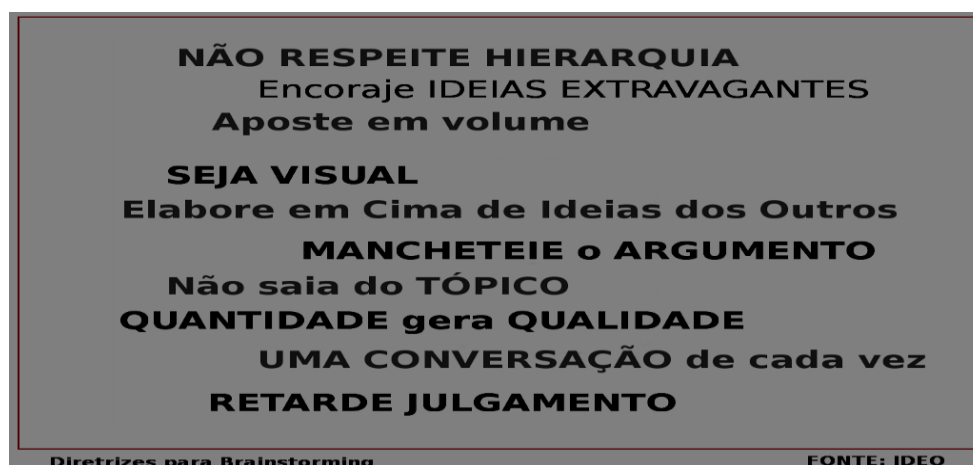 NÃO RESPEITE HIERARQUIA
Encoraje IDEIAS EXTRAVAGANTES
Aposte em volume
SEJA VISUAL
Elabore em Cima de Ideias dos Outros
MANCHETEIE o ARGUMENTO
Não saia do TÓPICO
QUANTIDADE gera QUALIDADE
UMA CONVERSAÇÃO de cada vez
RETARDE JULGAMENTO
Diretrizes para Brainstorming FONTE: IDEO